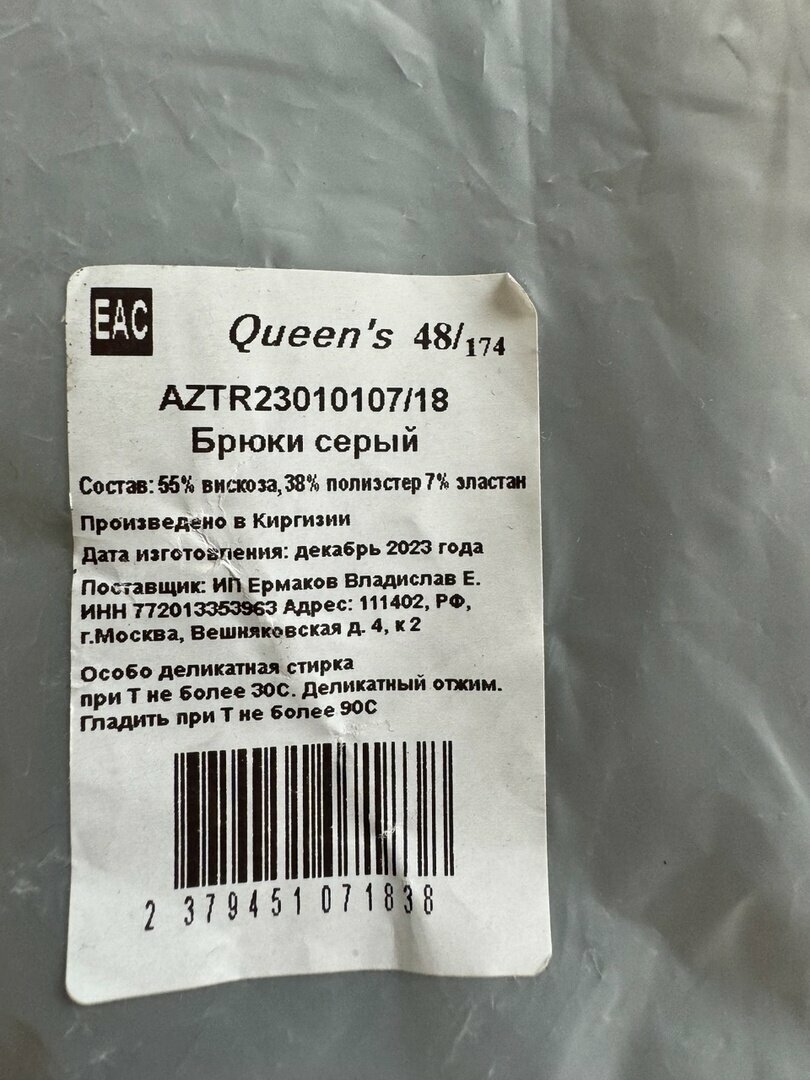 EAC
Queen's 48/174
AZTR23010107/18
Брюки серый
Состав: 55% вискоза,38% полиэстер 7% эластан
Произведено в Киргизии
Дата изготовления: декабрь 2023 года
Поставщик: ИП Ермаков Владислав Е.
ИНН 772013353963 Адрес: 111402, РФ,
г.Москва, Вешняковская д. 4, к 2
Особо деликатная стирка
при Т не более 30С. Деликатный отжим.
Гладить при Т не более 90С
2 379451 071838